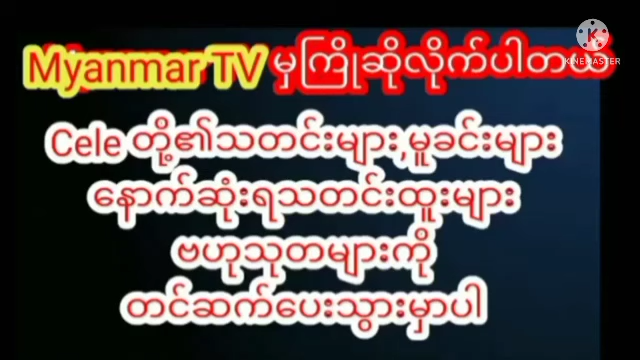 Myanmar TV မှကြိုဆိုလိုက်ပါတယ်
KINEMASTER
Cele တို့၏သတင်းများ,မူခင်းများ
နောက်ဆုံးရသတင်းထူးများ
ဗဟုသုတများကို
တင်ဆက်ပေးသွားမှာပါ